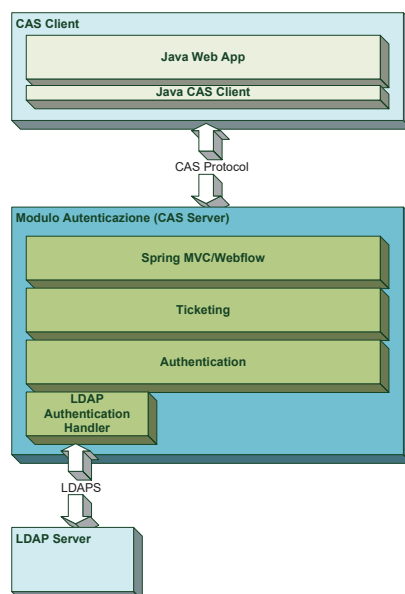 CAS Client
Java Web App
Java CAS Client
CAS Protocol
Modulo Autenticazione (CAS Server)
Spring MVC/Webflow
Ticketing
Authentication
LDAP
Authentication
Handler
LDAPS
LDAP Server